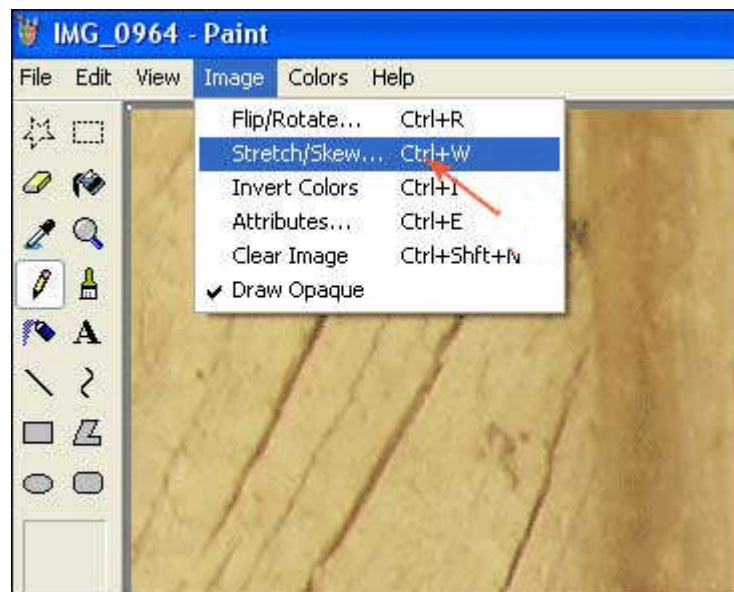 IMG_0964 - Paint
File Edit View Image Colors Help
Flip/Rotate... Ctrl+R
Stretch/Skew... Ctrl+W
Invert Colors Ctrl+I
Attributes... Ctrl+E
Clear Image Ctrl+Shft+N
Draw Opaque
A